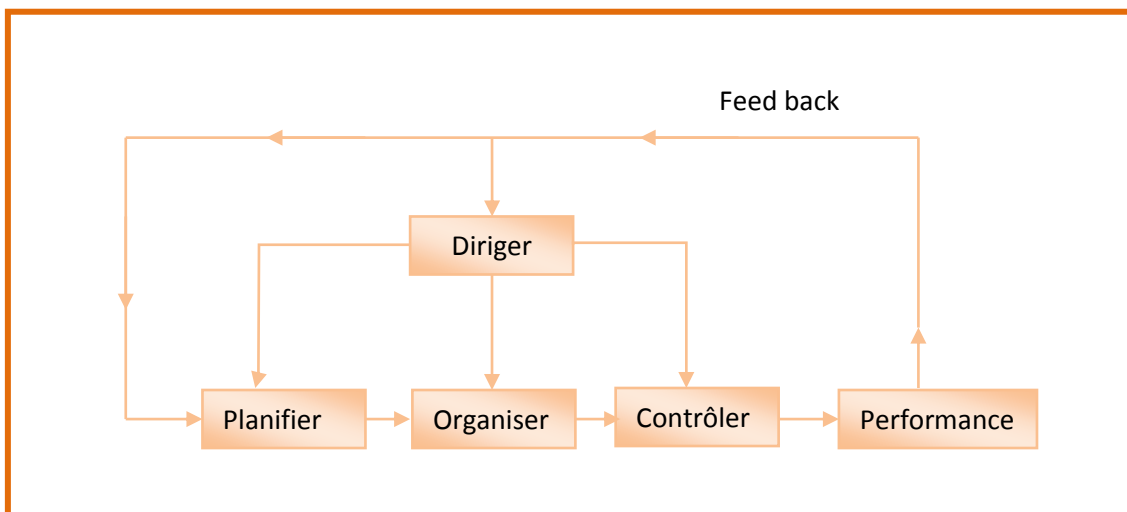 Feed back
Diriger
Planifier
Organiser
Contrôler
Performance